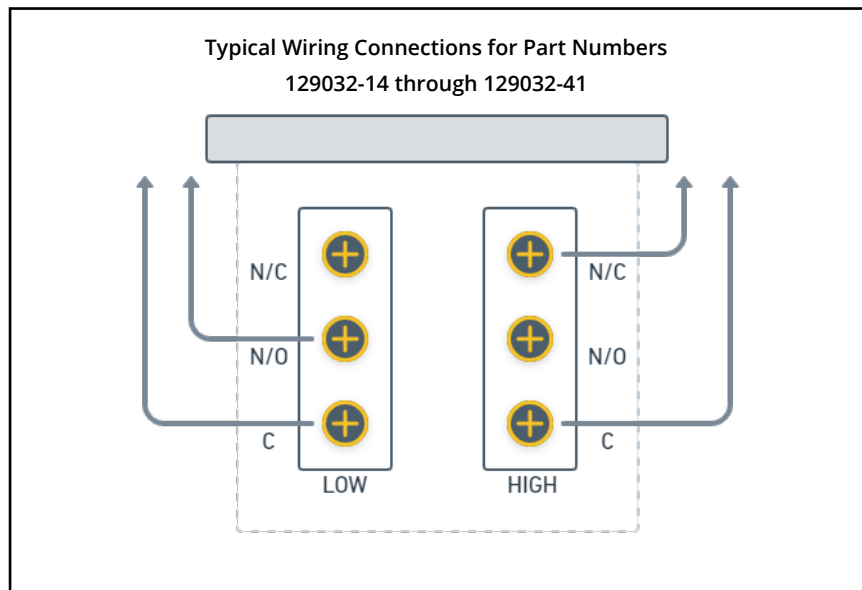 Typical Wiring Connections for Part Numbers
129032-14 through 129032-41
N/C
N/C
N/O
N/O
C
C
LOW
HIGH